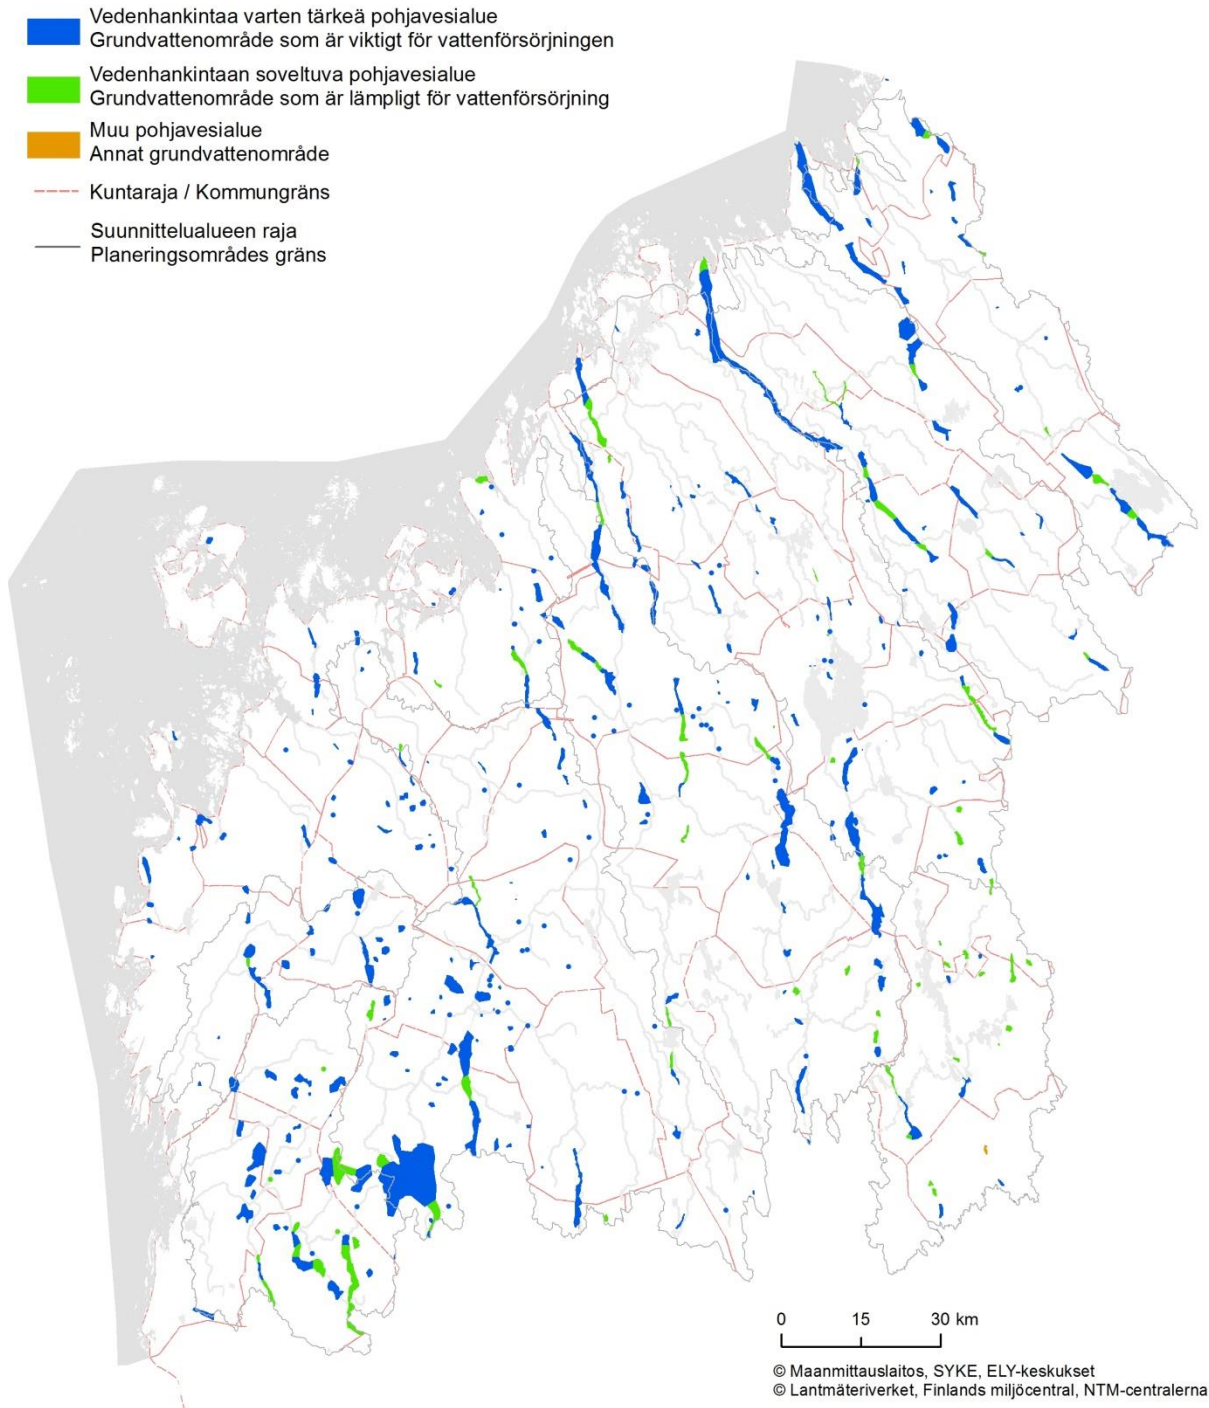 Vedenhankintaa varten tärkeä pohjavesialue
Grundvattenområde som är viktigt för vattenförsörjningen
Vedenhankintaan soveltuva pohjavesialue
Grundvattenområde som är lämpligt för vattenförsörjning
Muu pohjavesialue
Annat grundvattenområde
Kuntaraja / Kommungräns
Suunnittelualueen raja
Planeringsområdes gräns
0 15 30 km
© Maanmittauslaitos, SYKE, ELY-keskukset
© Lantmäteriverket, Finlands miljöcentral, NTM-centralerna